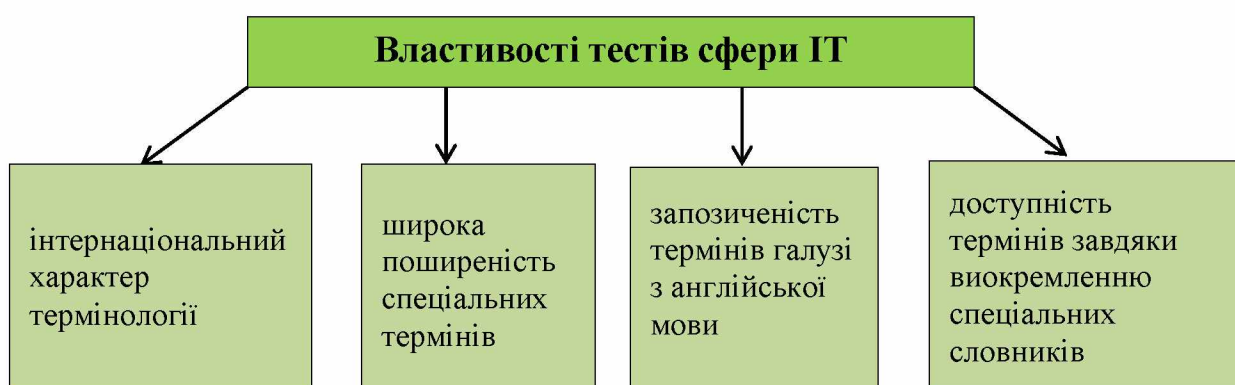 Властивості тестів сфери ІТ
інтернаціональний
характер
термінології
широка
поширеність
спеціальних
термінів
запозиченість
термінів галузі
з англійської
мови
доступність
термінів завдяки
виокремленню
спеціальних
словників